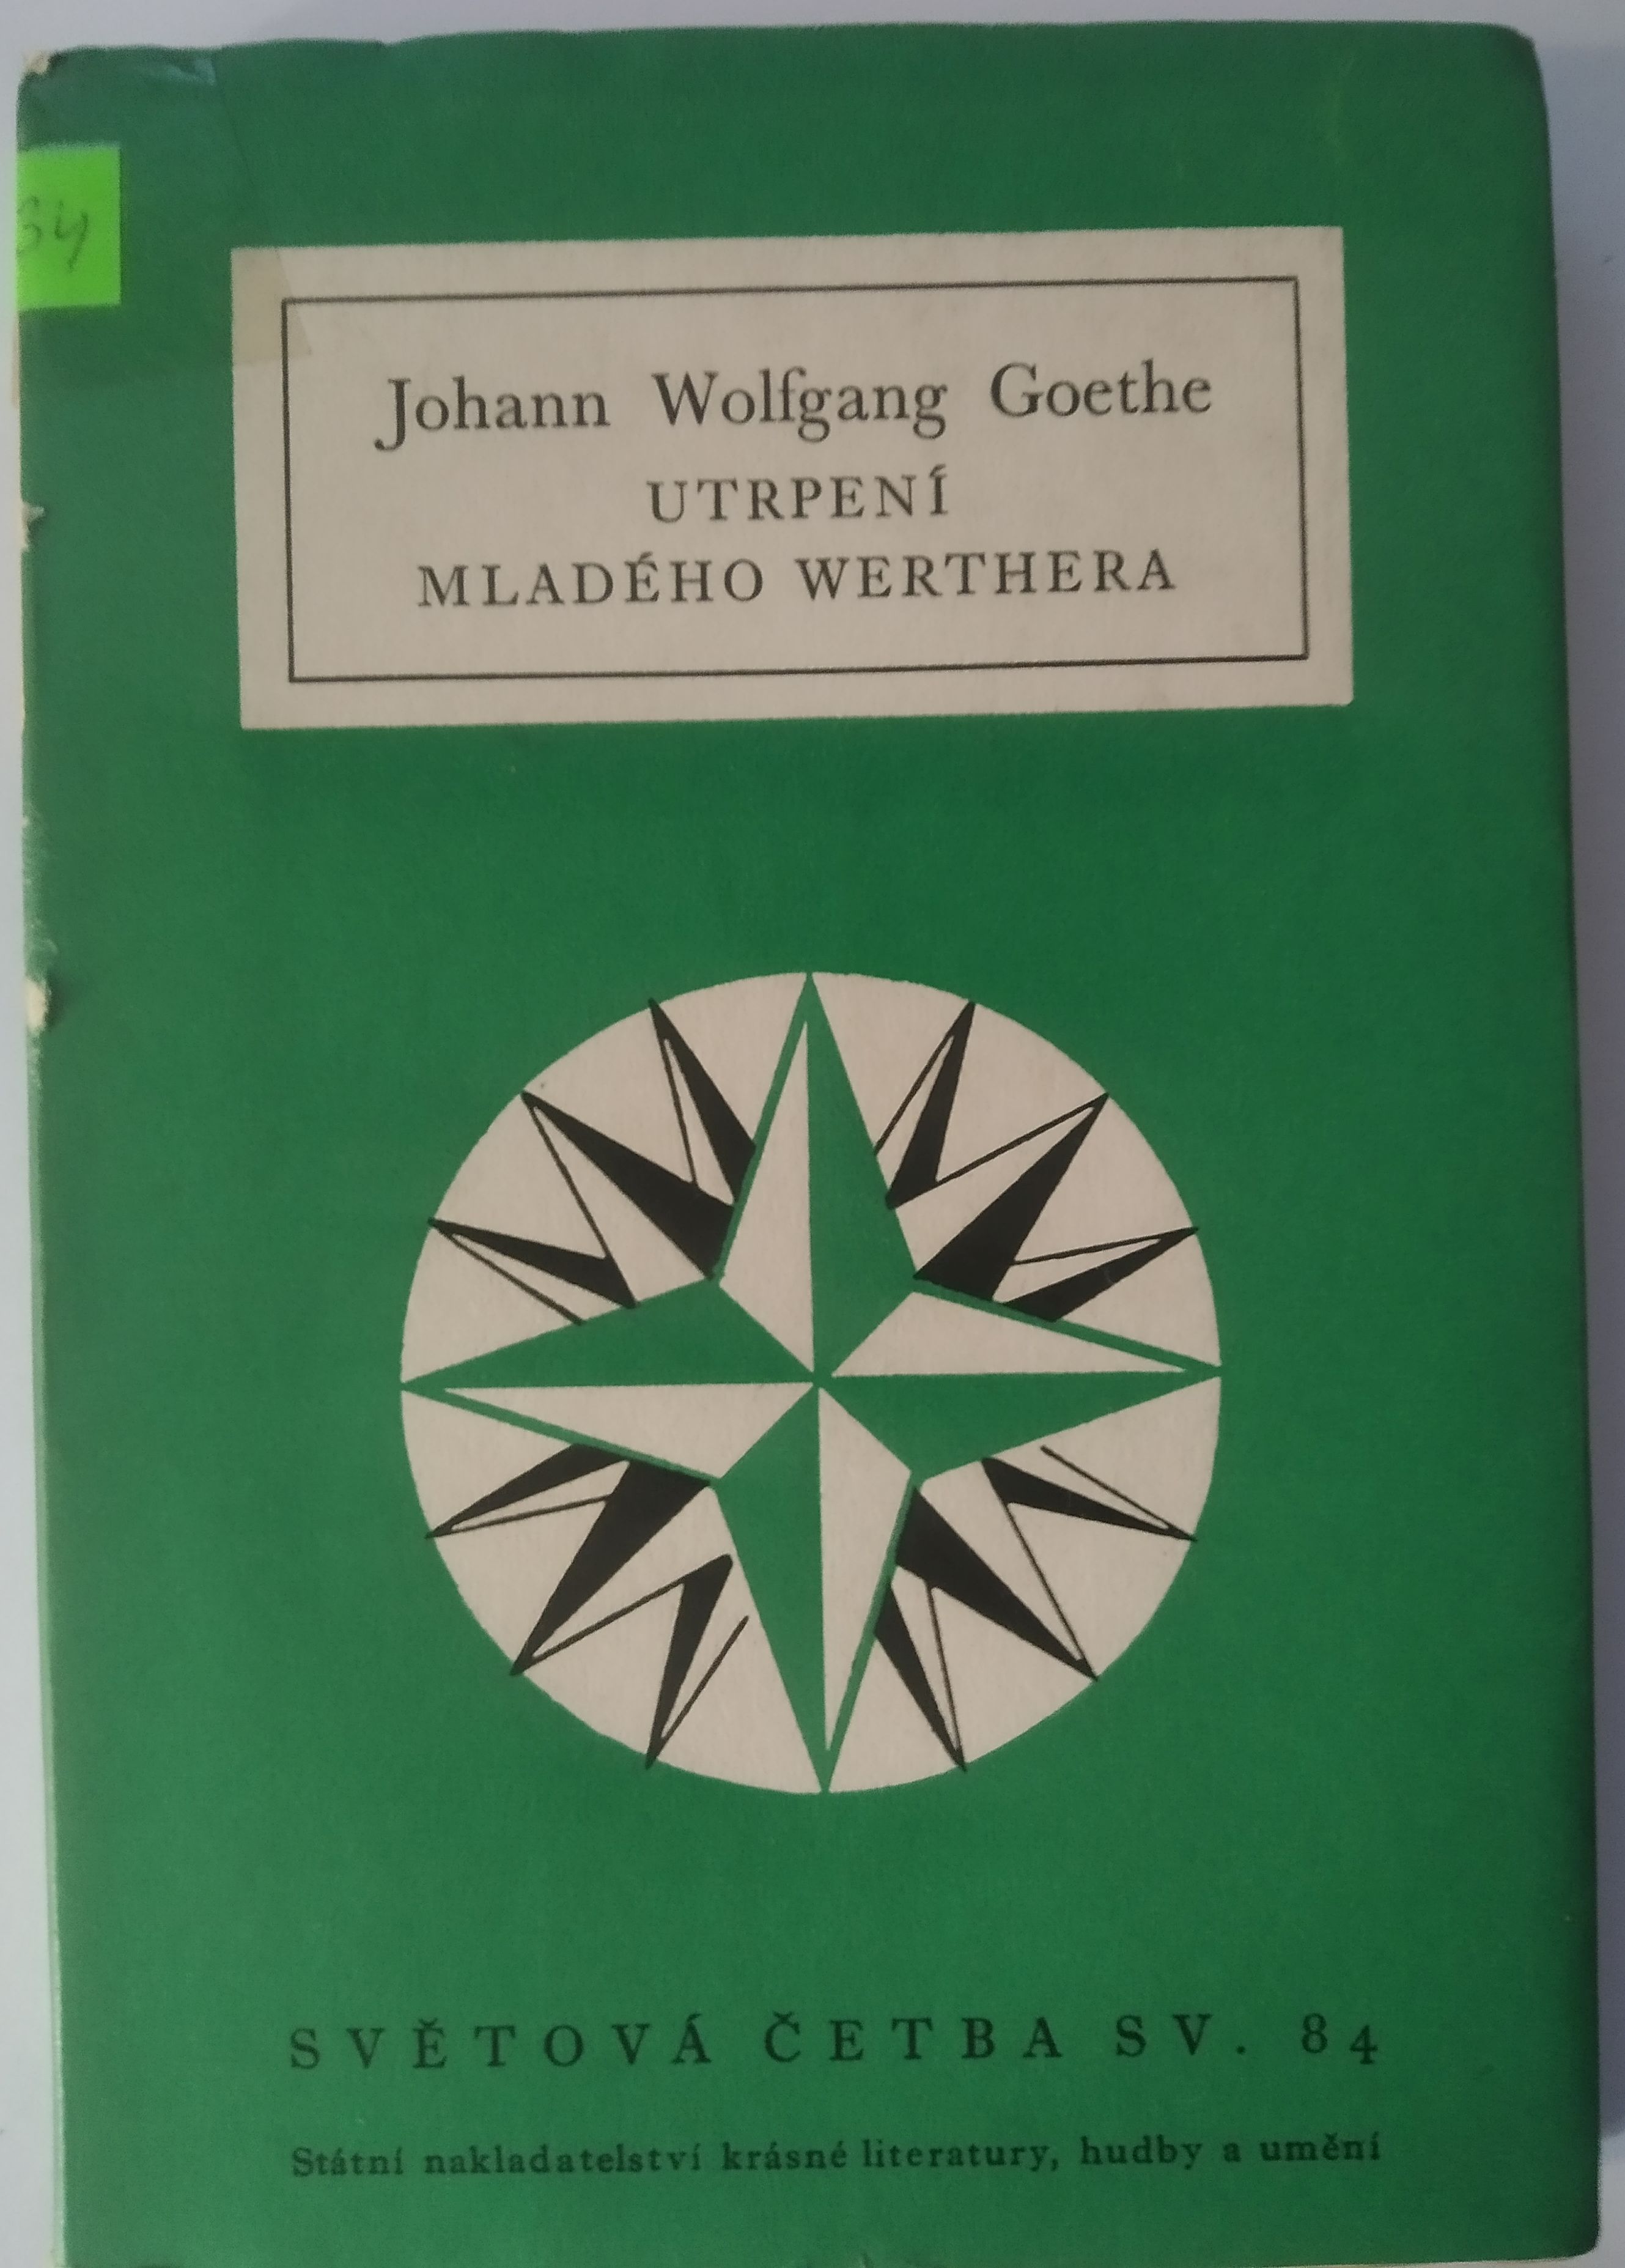 Johann Wolfgang Goethe
UTRPENÍ
MLADÉHO WERTHERA
SVĚTOVÁ ČETBA SV. 84
Státní nakladatelství krásné literatury, hudby a umění